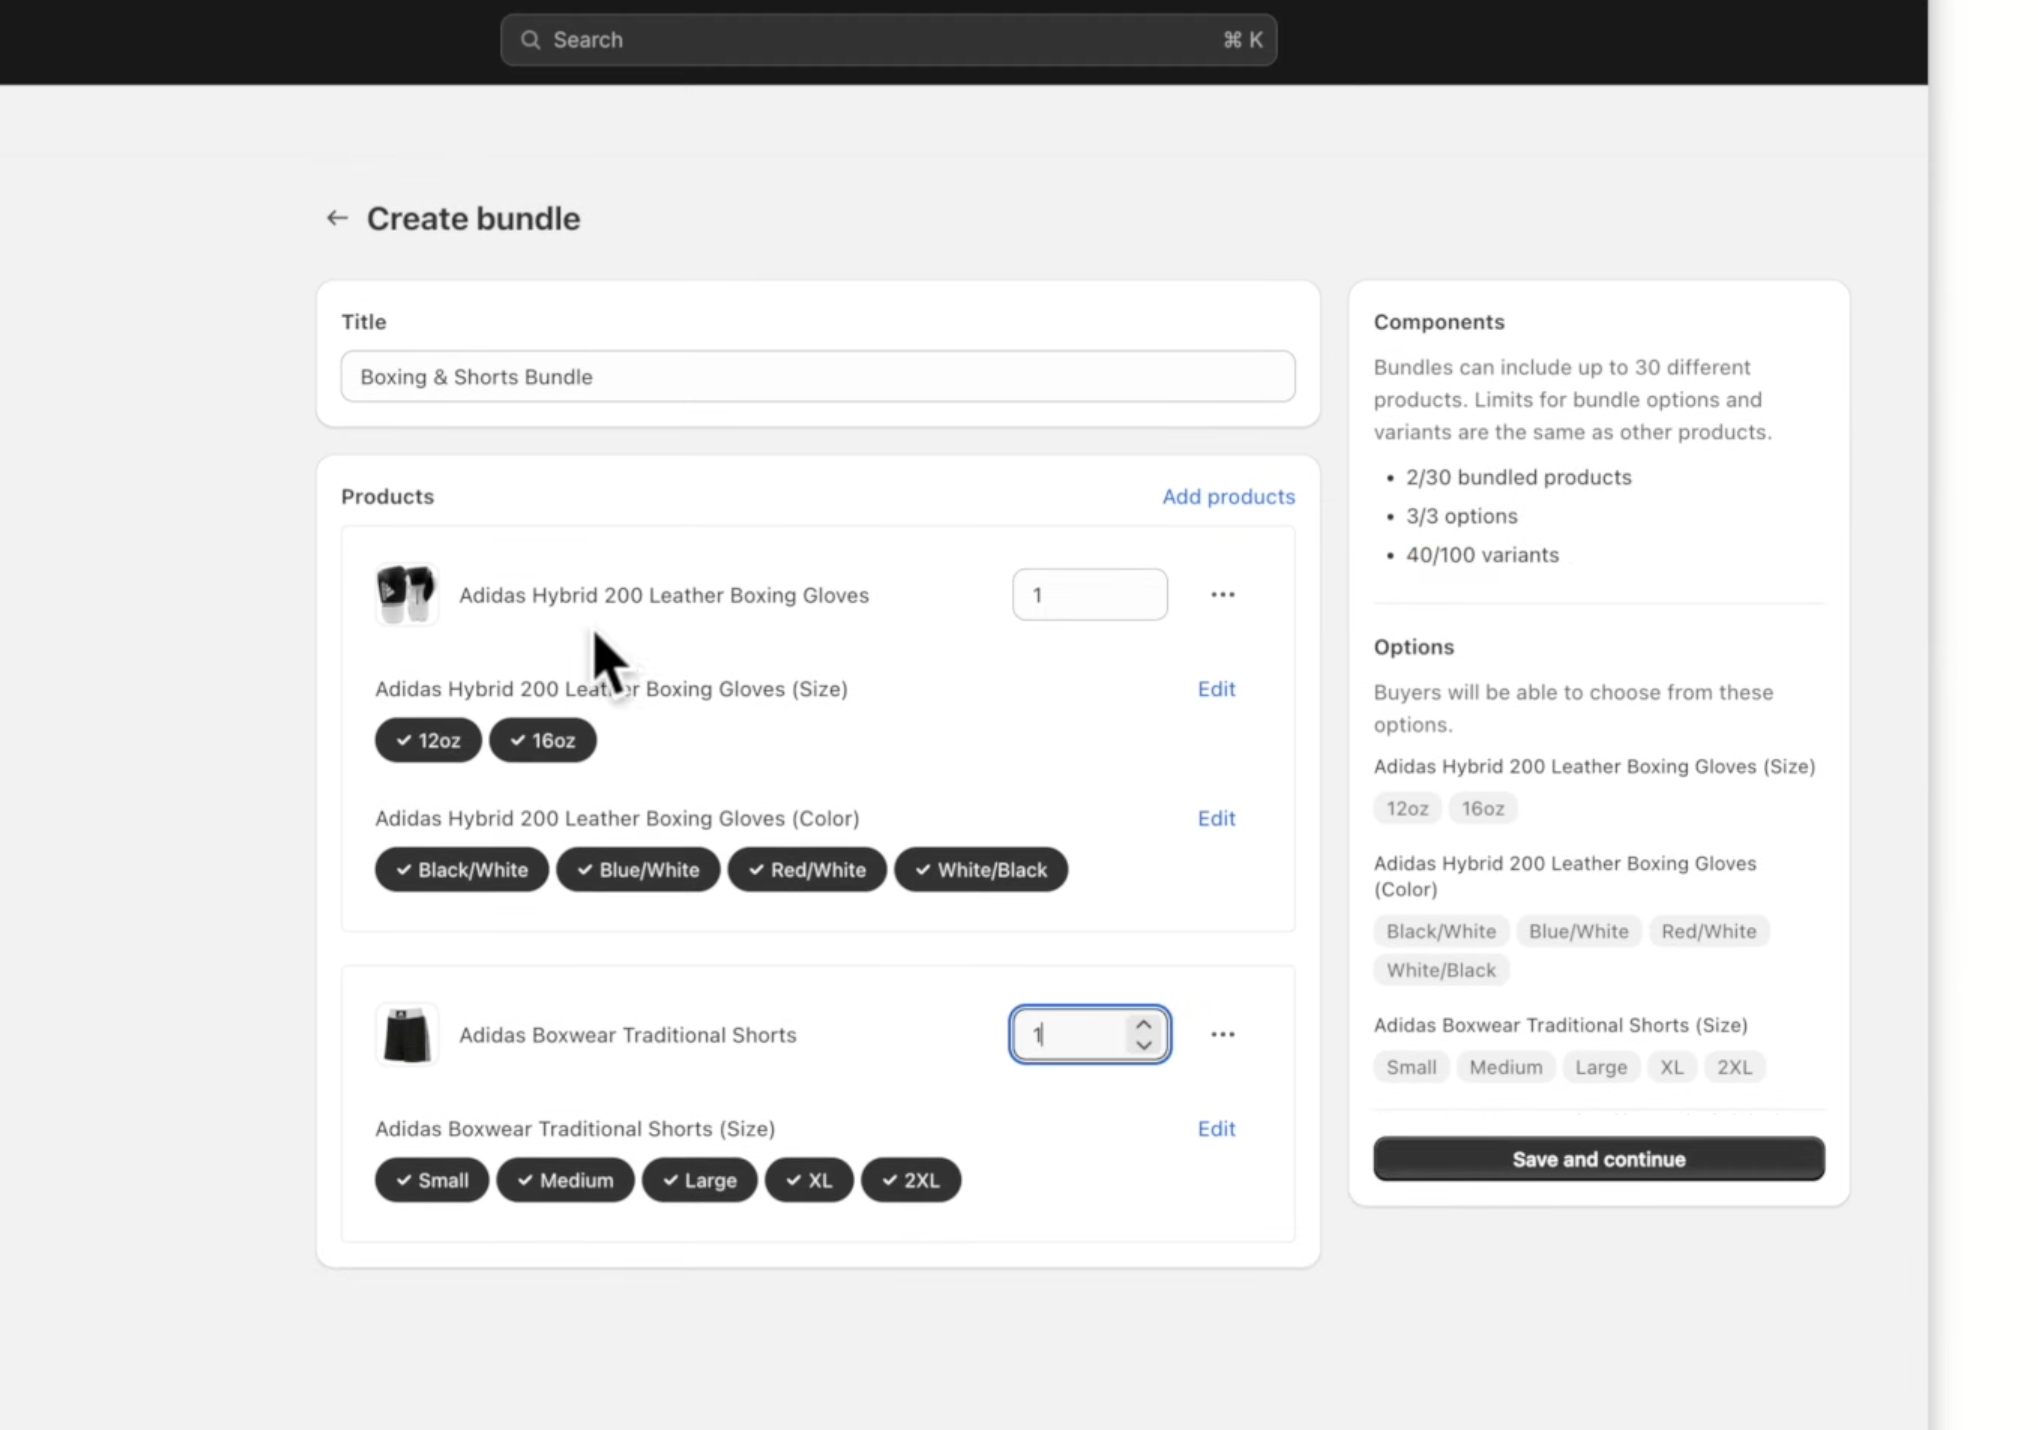 Search ⌘ K
Create bundle
Title
Boxing & Shorts Bundle
Products Add products
Adidas Hybrid 200 Leather Boxing Gloves 1
Adidas Hybrid 200 Leather Boxing Gloves (Size) Edit
12oz 16oz
Adidas Hybrid 200 Leather Boxing Gloves (Color) Edit
Black/White Blue/White Red/White White/Black
Adidas Boxwear Traditional Shorts 1
Adidas Boxwear Traditional Shorts (Size) Edit
Small Medium Large XL 2XL
Components
Bundles can include up to 30 different
products. Limits for bundle options and
variants are the same as other products.
• 2/30 bundled products
• 3/3 options
• 40/100 variants
Options
Buyers will be able to choose from these
options.
Adidas Hybrid 200 Leather Boxing Gloves (Size)
12oz 16oz
Adidas Hybrid 200 Leather Boxing Gloves
(Color)
Black/White Blue/White Red/White
White/Black
Adidas Boxwear Traditional Shorts (Size)
Small Medium Large XL 2XL
Save and continue